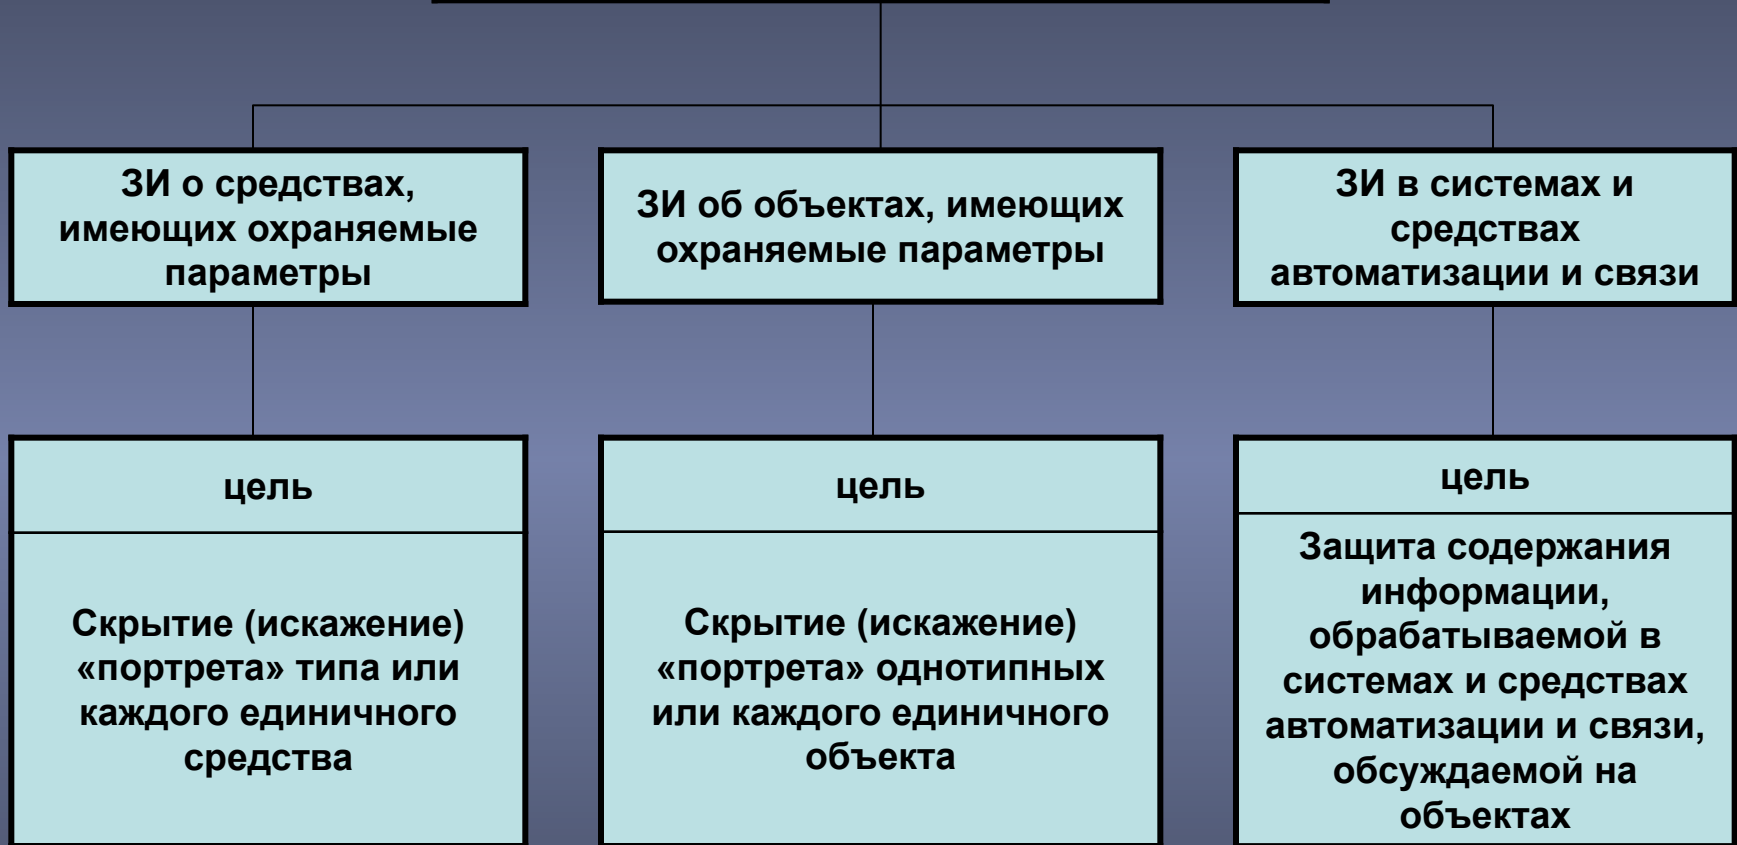 ЗИ о средствах,
имеющих охраняемые
параметры
ЗИ об объектах, имеющих
охраняемые параметры
ЗИ в системах и
средствах
автоматизации и связи
цель
Скрытие (искажение)
«портрета» типа или
каждого единичного
средства
цель
Скрытие (искажение)
«портрета» однотипных
или каждого единичного
объекта
цель
Защита содержания
информации,
обрабатываемой в
системах и средствах
автоматизации и связи,
обсуждаемой на
объектах